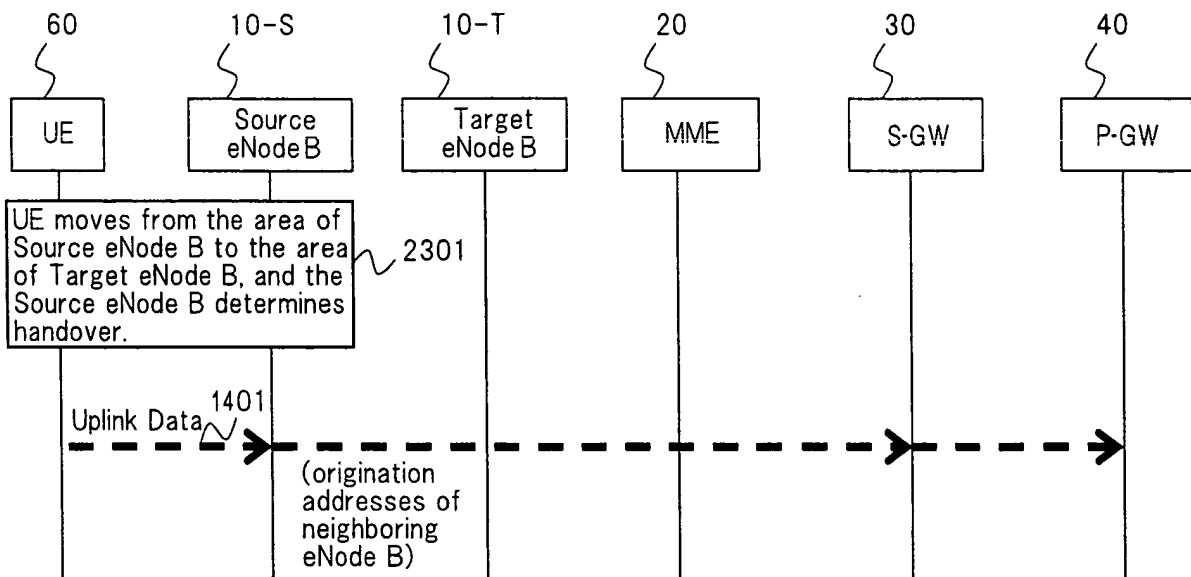 60
10-S
10-T
20
30
40
UE
Source
eNode B
Target
eNode B
MME
S-GW
P-GW
UE moves from the area of
Source eNode B to the area
of Target eNode B, and the
Source eNode B determines
handover.
2301
Uplink Data
1401
(origination
addresses of
neighboring
eNode B)